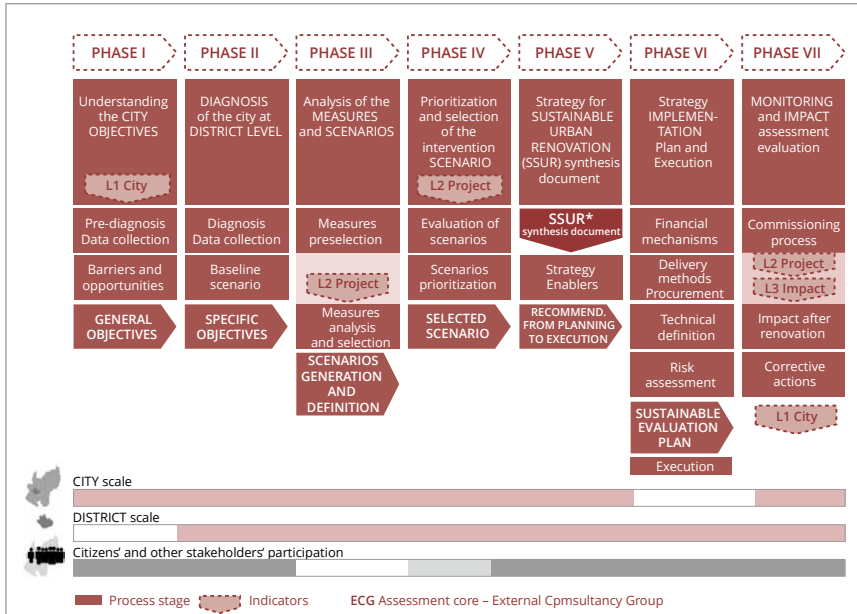 PHASE I
PHASE II
PHASE III
PHASE IV
PHASE V
PHASE VI
PHASE VII
Understanding
the CITY
OBJECTIVES
L1 City
DIAGNOSIS
of the city at
DISTRICT LEVEL
Analysis of the
MEASURES
and SCENARIOS
Prioritization
and selection
of the
intervention
SCENARIO
L2 Project
Strategy for
SUSTAINABLE
URBAN
RENOVATION
(SSUR) synthesis
document
Strategy
IMPLEMEN-
TATION
Plan and
Execution
MONITORING
and IMPACT
assessment
evaluation
Pre-diagnosis
Data collection
Barriers and
opportunities
GENERAL
OBJECTIVES
Diagnosis
Data collection
Baseline
scenario
SPECIFIC
OBJECTIVES
Measures
preselection
L2 Project
Measures
analysis
and selection
SCENARIOS
GENERATION
AND
DEFINITION
Evaluation of
scenarios
Scenarios
prioritization
SELECTED
SCENARIO
SSUR*
synthesis document
Strategy
Enablers
RECOMMEND.
FROM PLANNING
TO EXECUTION
Financial
mechanisms
Delivery
methods
Procurement
Technical
definition
Risk
assessment
SUSTAINABLE
EVALUATION
PLAN
Execution
Commissioning
process
L2 Project
L3 Impact
Impact after
renovation
Corrective
actions
L1 City
CITY scale
DISTRICT scale
Citizens' and other stakeholders' participation
Process stage
Indicators
ECG Assessment core – External Cpmsultancy Group